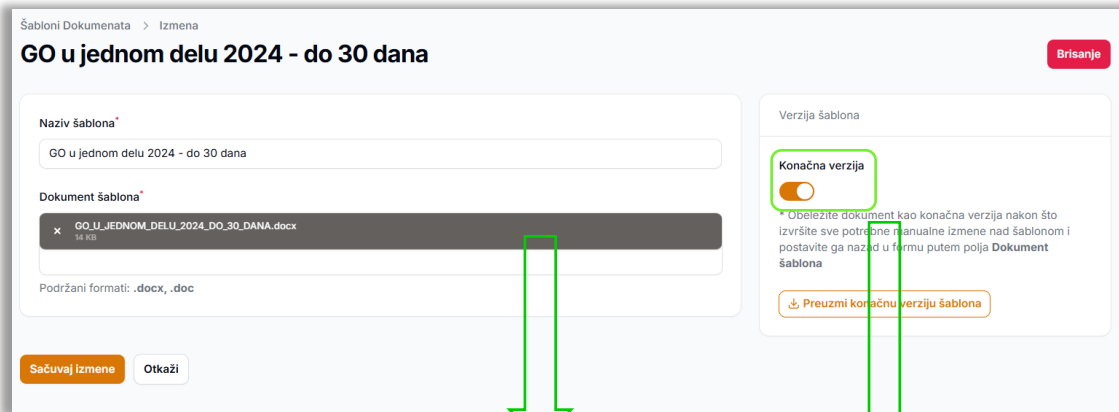 Šabloni Dokumenata > Izmena
GO u jednom delu 2024 - do 30 dana
Brisanje
Naziv šablona*
GO u jednom delu 2024 - do 30 dana
Dokument šablona*
GO_U_JEDNOM_DELU_2024_DO_30_DANA.docx
14 KB
Podržani formati: .docx, .doc
Sačuvaj izmene
Otkaži
Verzija šablona
Konačna verzija
* Obeležite dokument kao konačna verzija nakon što
izvršite sve potrebne manualne izmene nad šablonom i
postavite ga nazad u formu putem polja Dokument
šablona
Preuzmi konačnu verziju šablona